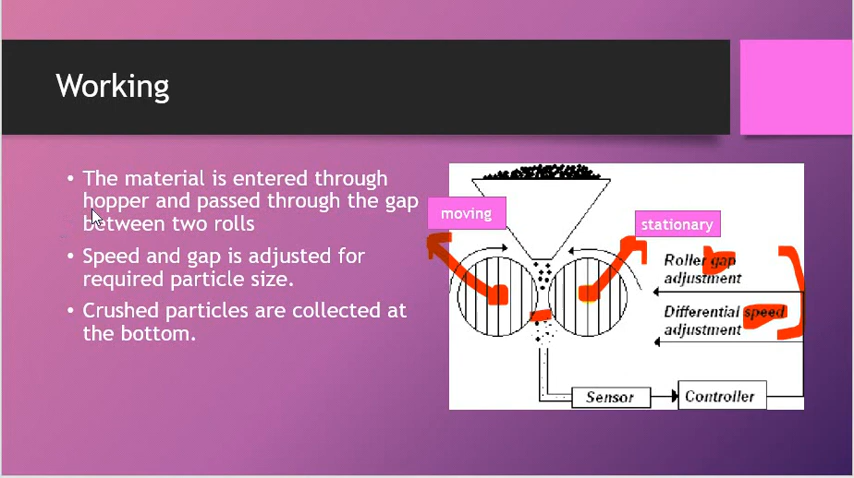 Working
• The material is entered through
hopper and passed through the gap
between two rolls
• Speed and gap is adjusted for
required particle size.
• Crushed particles are collected at
the bottom.
moving
stationary
Roller gap
adjustment
Differential speed
adjustment
Sensor
Controller